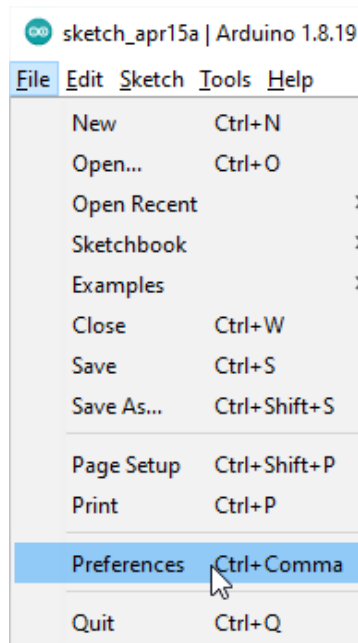 sketch_apr15a | Arduino 1.8.19
File Edit Sketch Tools Help
New Ctrl+N
Open... Ctrl+O
Open Recent
Sketchbook
Examples
Close Ctrl+W
Save Ctrl+S
Save As... Ctrl+Shift+S
Page Setup Ctrl+Shift+P
Print Ctrl+P
Preferences Ctrl+Comma
Quit Ctrl+Q